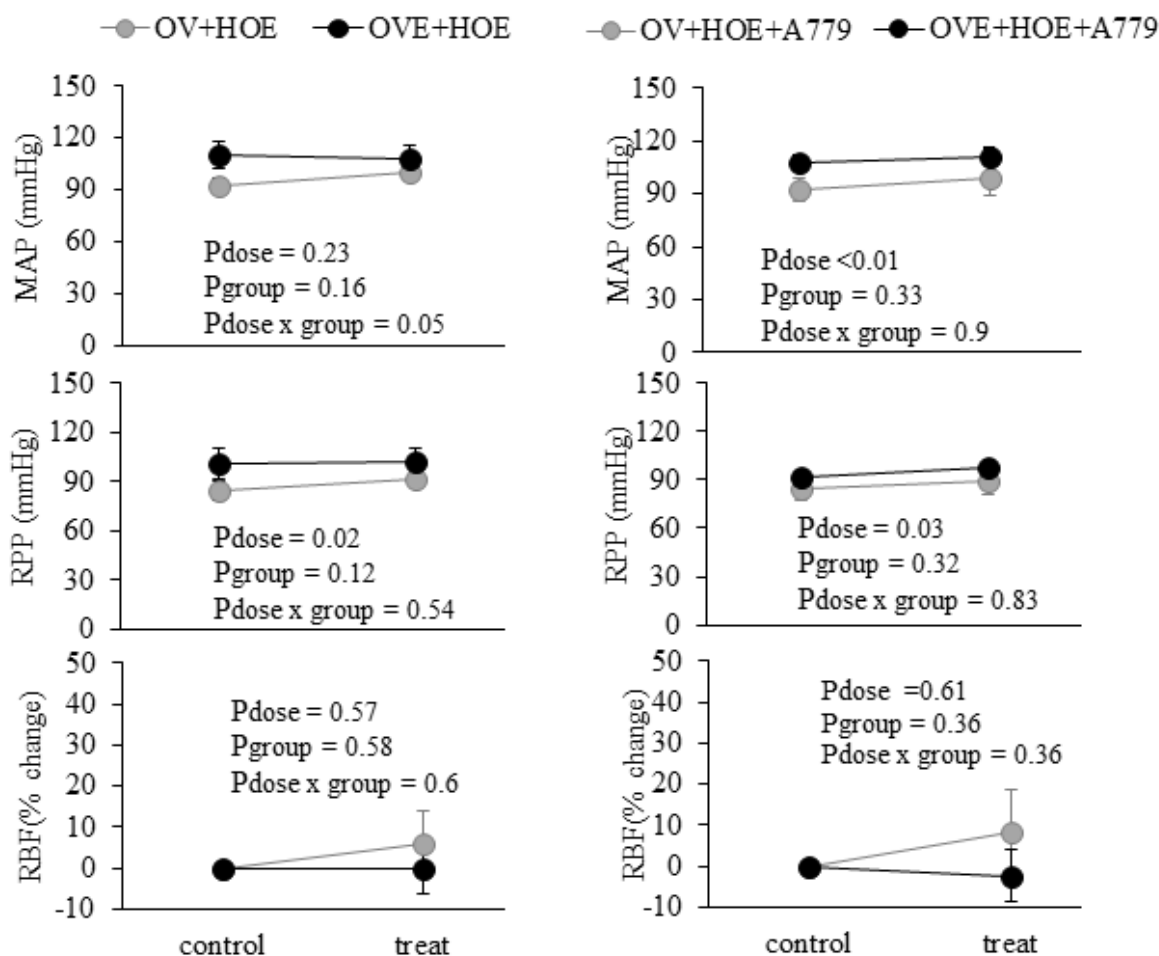 OV+HOE OVE+HOE OV+HOE+A779 OVE+HOE+A779
MAP (mmHg)
150
120
90
60
30
0
Pdose = 0.23
Pgroup = 0.16
Pdose x group = 0.05
MAP (mmHg)
150
120
90
60
30
0
Pdose <0.01
Pgroup = 0.33
Pdose x group = 0.9
RPP (mmHg)
150
120
90
60
30
0
Pdose = 0.02
Pgroup = 0.12
Pdose x group = 0.54
RPP (mmHg)
150
120
90
60
30
0
Pdose = 0.03
Pgroup = 0.32
Pdose x group = 0.83
RBF(% change)
50
40
30
20
10
0
-10
Pdose = 0.57
Pgroup = 0.58
Pdose x group = 0.6
control treat
RBF(% change)
50
40
30
20
10
0
-10
Pdose =0.61
Pgroup = 0.36
Pdose x group = 0.36
control treat